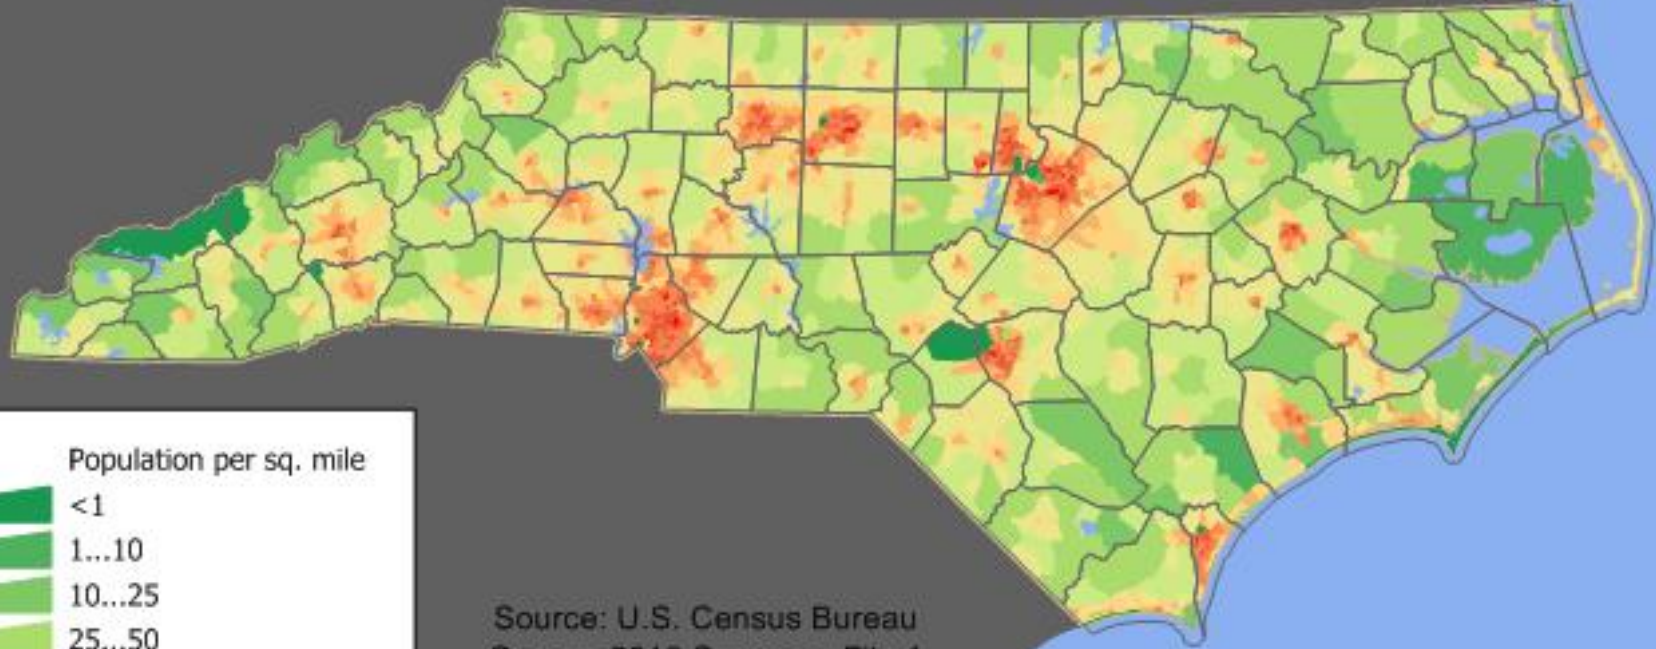 Population per sq. mile
<1
1...10
10...25
25...50
Source: U.S. Census Bureau